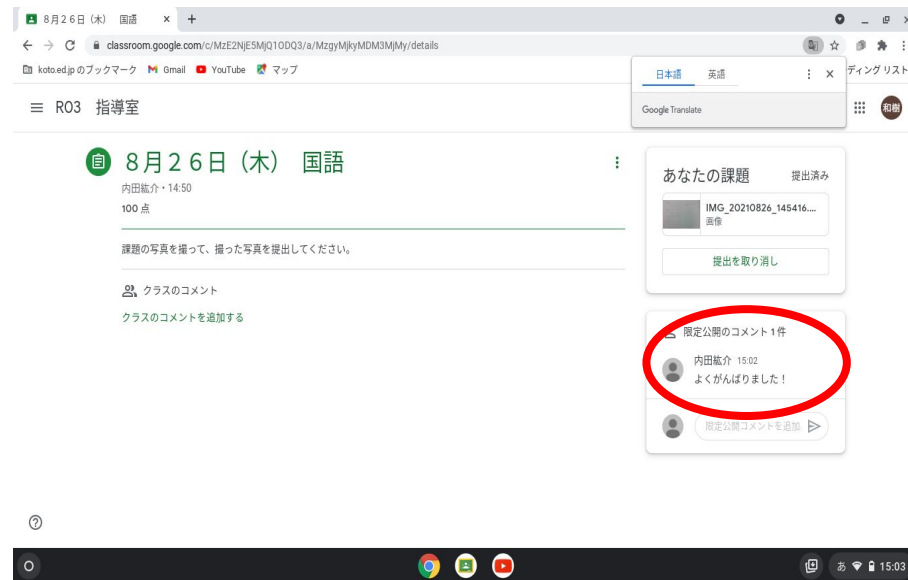 8月26日（木） 国語
classroom.google.com/c/MzE2NjE5MjQ1ODQ3/a/MzgyMjkyMDM3MjMy/details
koto.ed.jp のブックマーク Gmail YouTube マップ
ディング リスト
日本語 英語
Google Translate
R03 指導室
和樹
８月２６日（木） 国語
内田紘介・14:50
100 点
課題の写真を撮って、撮った写真を提出してください。
クラスのコメント
クラスのコメントを追加する
あなたの課題 提出済み
IMG_20210826_145416....
画像
提出を取り消し
限定公開のコメント 1 件
内田紘介 15:02
よくがんばりました！
限定公開コメントを追加
あ 15:03